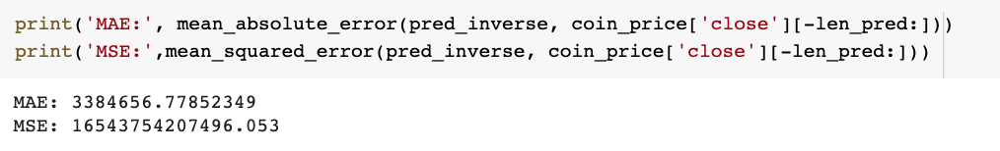 print('MAE:', mean_absolute_error(pred_inverse, coin_price['close'][-len_pred:]))
print('MSE:',mean_squared_error(pred_inverse, coin_price['close'][-len_pred:]))
MAE: 3384656.77852349
MSE: 16543754207496.053